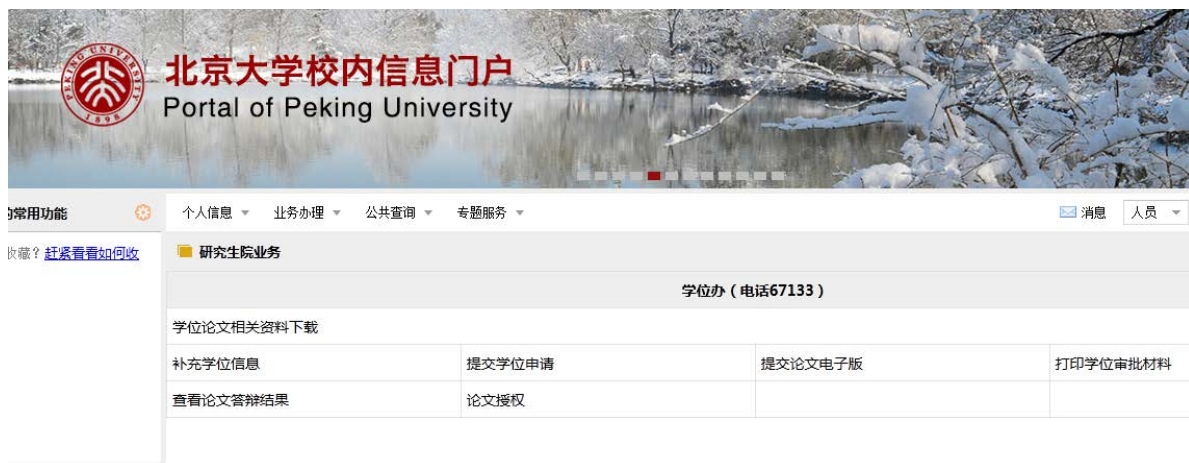 PEKING UNIVERSITY
1898
北京大学校内信息门户
Portal of Peking University
的常用功能
个人信息 业务办理 公共查询 专题服务 消息 人员
收藏？赶紧看看如何收
研究生院业务
学位办（电话67133）
学位论文相关资料下载
补充学位信息 提交学位申请 提交论文电子版 打印学位审批材料
查看论文答辩结果 论文授权